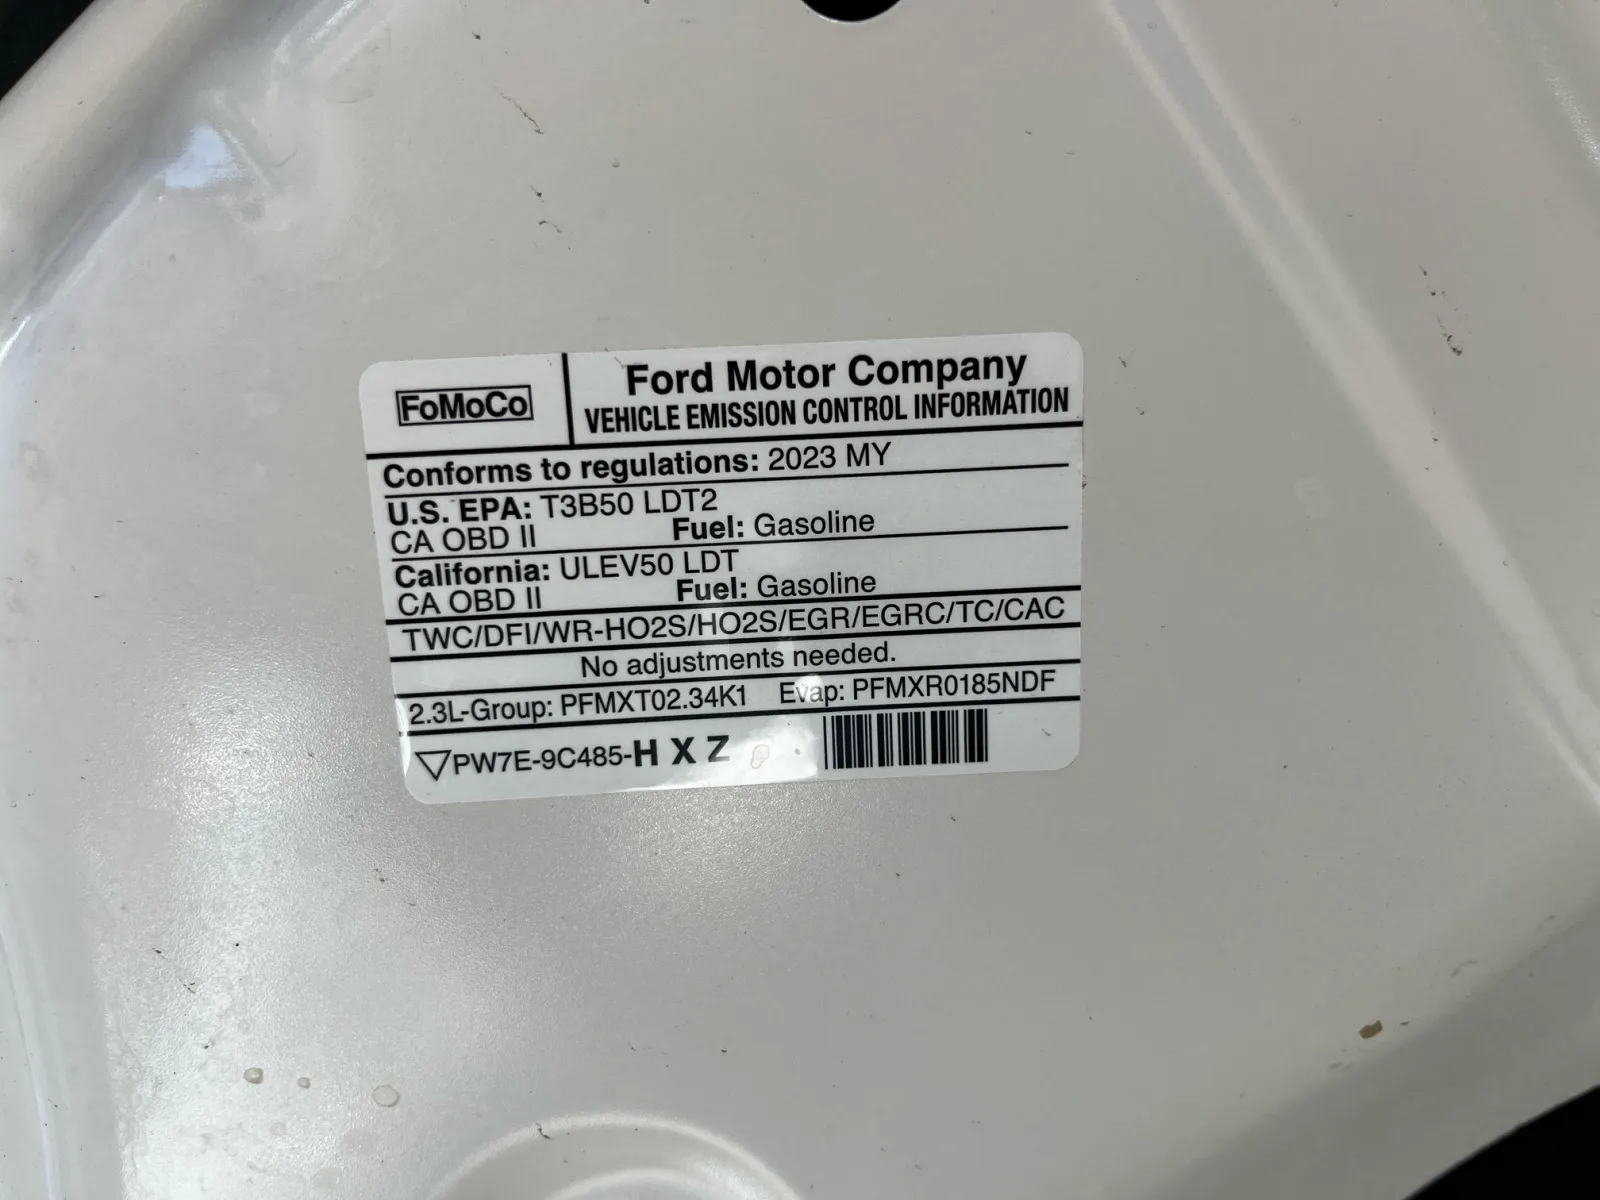 FoMoCo
Ford Motor Company
VEHICLE EMISSION CONTROL INFORMATION
Conforms to regulations: 2023 MY
U.S. EPA: T3B50 LDT2
CA OBD II Fuel: Gasoline
California: ULEV50 LDT
CA OBD II Fuel: Gasoline
TWC/DFI/WR-HO2S/HO2S/EGR/EGRC/TC/CAC
No adjustments needed.
2.3L-Group: PFMXT02.34K1 Evap: PFMXR0185NDF
PW7E-9C485-H X Z